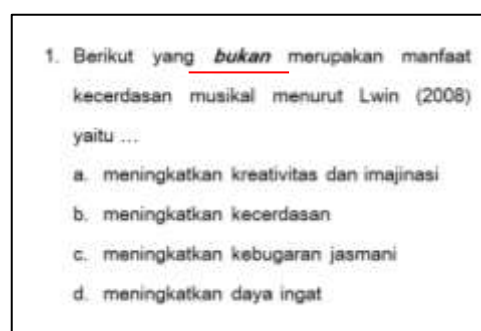 1. Berikut yang bukan merupakan manfaat
kecerdasan musikal menurut Lwin (2008)
yaitu ...
a. meningkatkan kreativitas dan imajinasi
b. meningkatkan kecerdasan
c. meningkatkan kebugaran jasmani
d. meningkatkan daya ingat